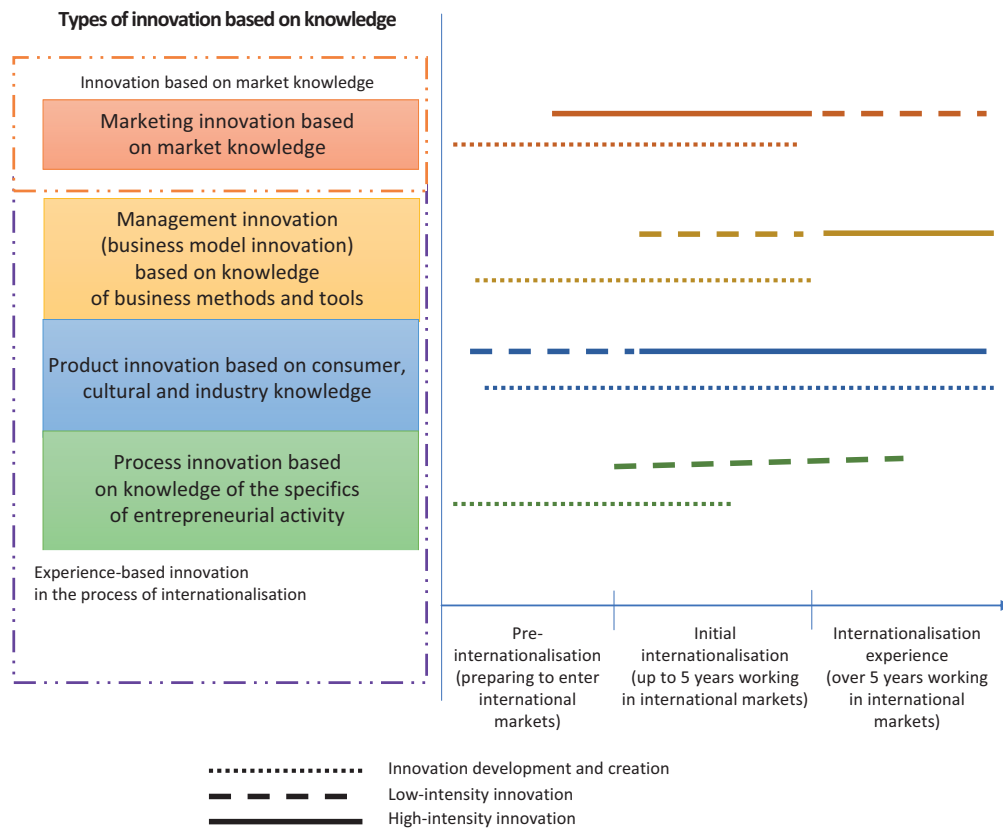 Types of innovation based on knowledge
Innovation based on market knowledge
Marketing innovation based
on market knowledge
Management innovation
(business model innovation)
based on knowledge
of business methods and tools
Product innovation based on consumer,
cultural and industry knowledge
Process innovation based
on knowledge of the specifics
of entrepreneurial activity
Experience-based innovation
in the process of internationalisation
Pre-
internationalisation
(preparing to enter
international
markets)
Initial
internationalisation
(up to 5 years working
in international markets)
Internationalisation
experience
(over 5 years working
in international
markets)
Innovation development and creation
Low-intensity innovation
High-intensity innovation